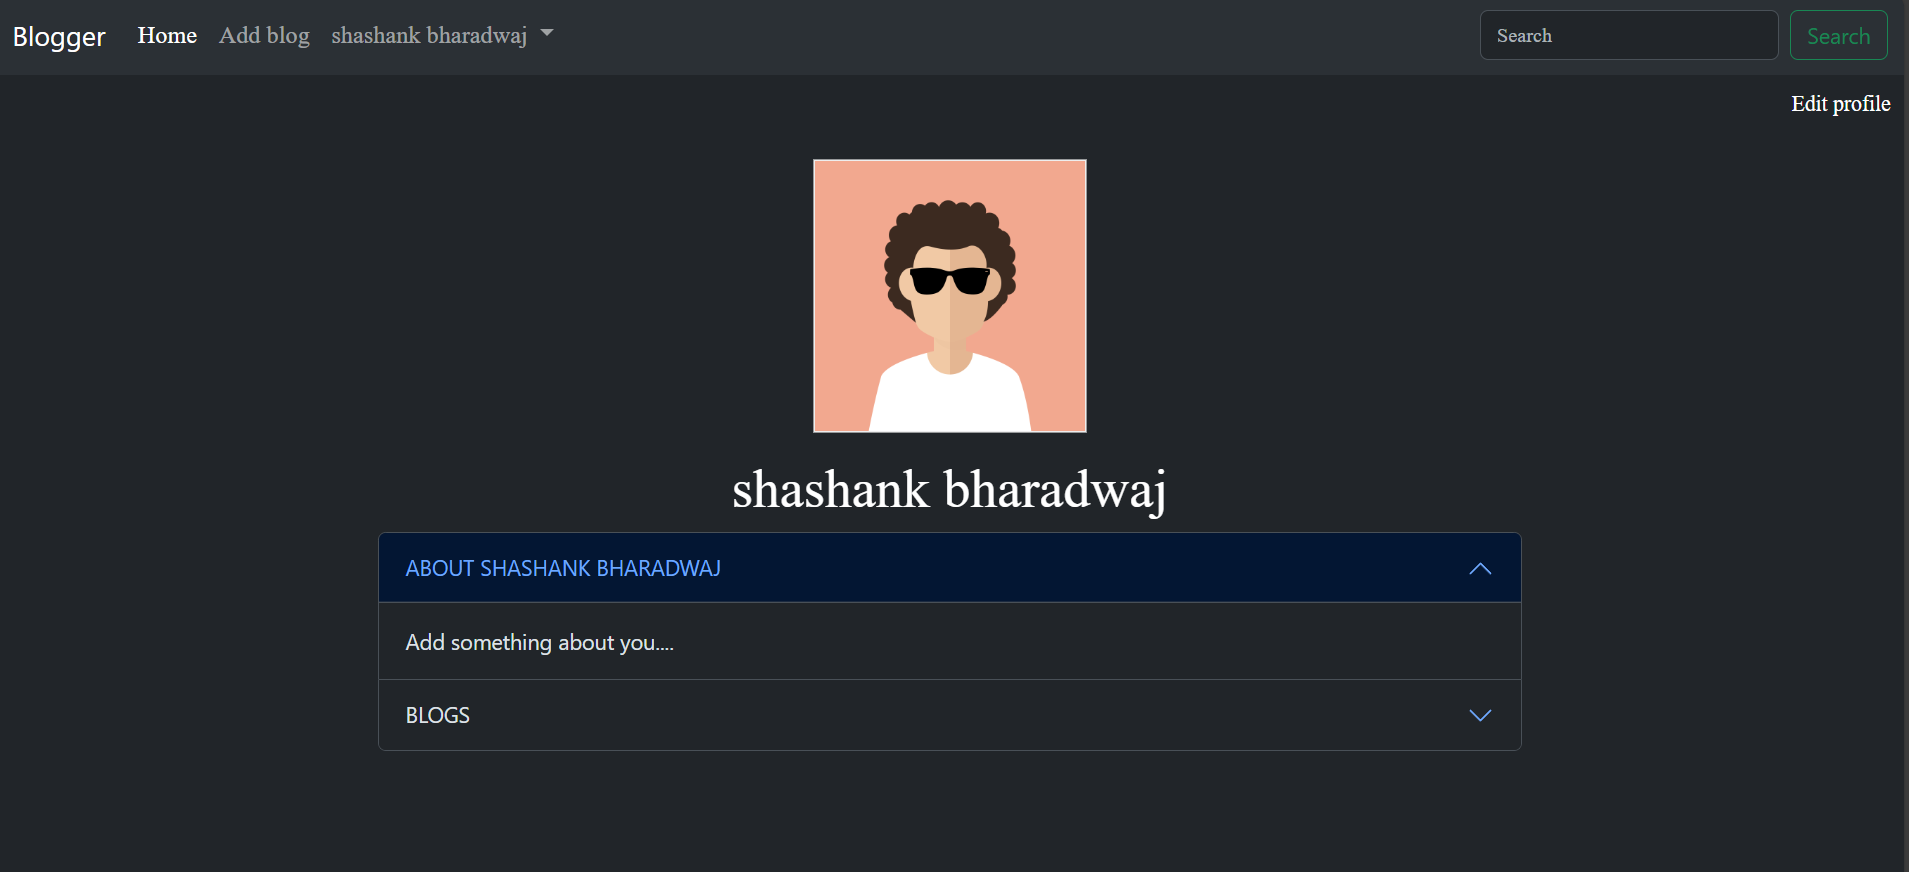 Blogger Home Add blog shashank bharadwaj Search Search
Edit profile
shashank bharadwaj
ABOUT SHASHANK BHARADWAJ
Add something about you....
BLOGS